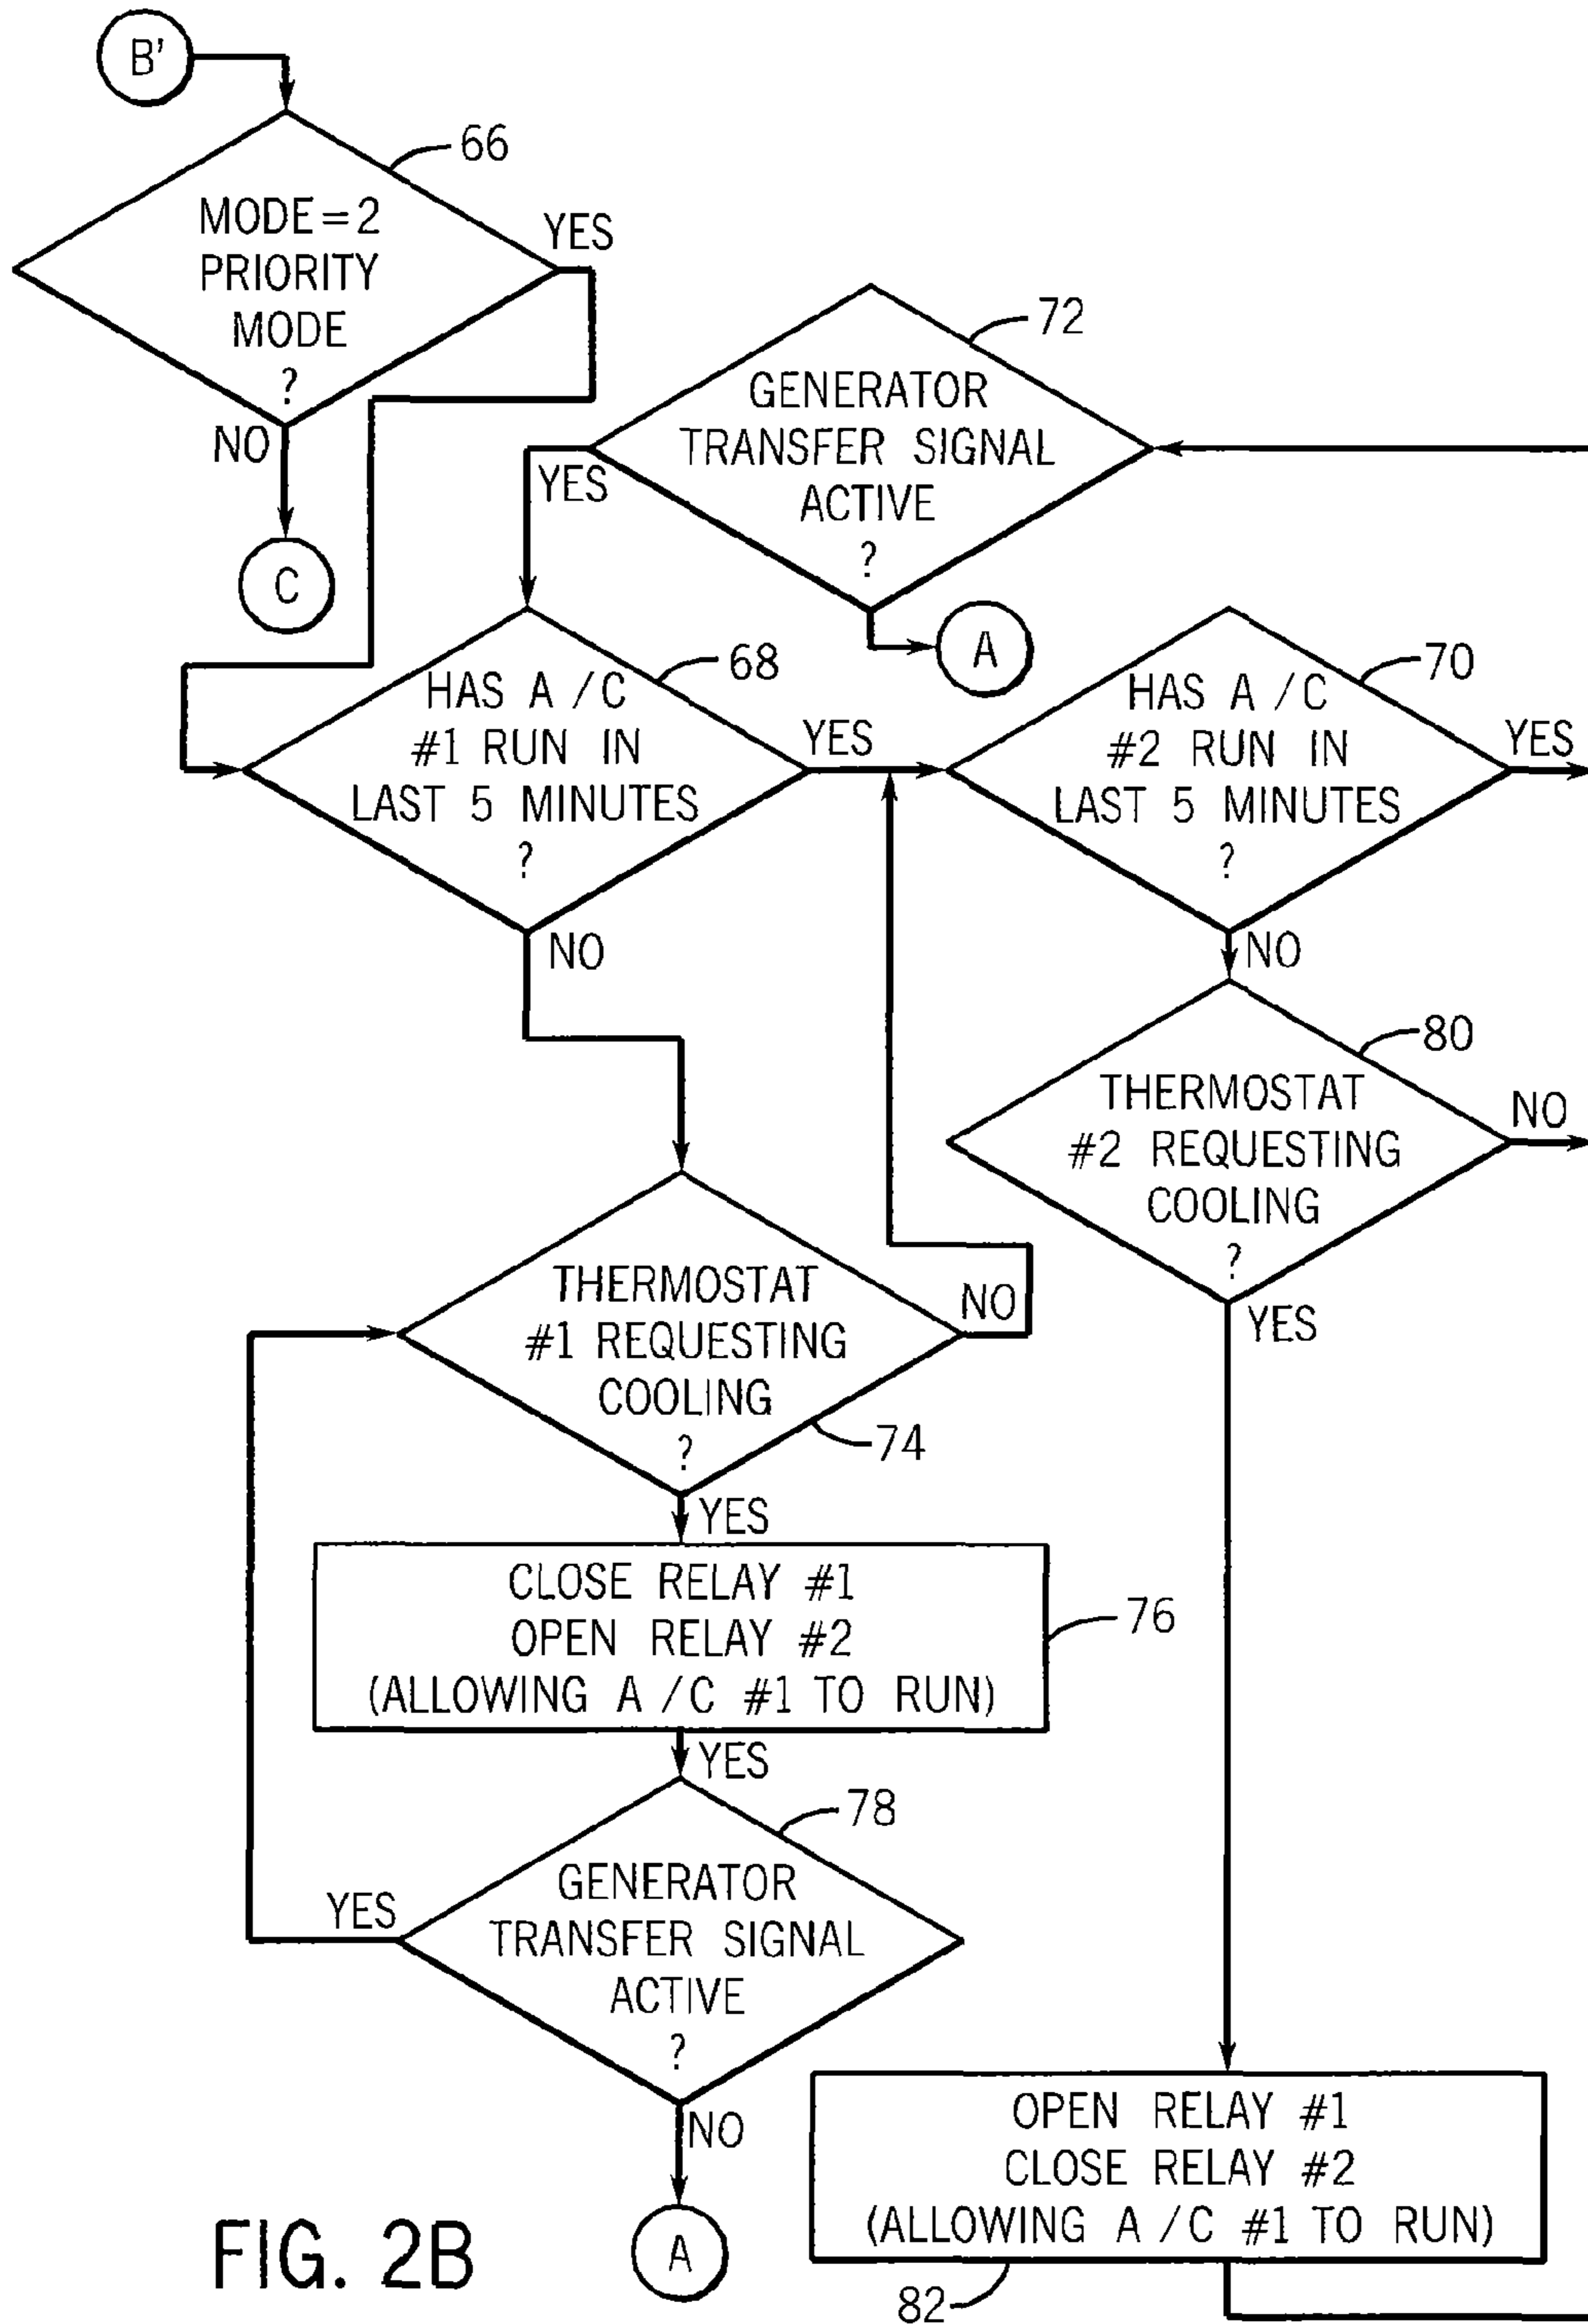 B'
66
MODE=2
PRIORITY
MODE
?
YES
NO
C
72
GENERATOR
TRANSFER SIGNAL
ACTIVE
?
YES
A
68
HAS A/C
#1 RUN IN
LAST 5 MINUTES
?
YES
NO
70
HAS A/C
#2 RUN IN
LAST 5 MINUTES
?
YES
NO
80
THERMOSTAT
#2 REQUESTING
COOLING
?
NO
YES
THERMOSTAT
#1 REQUESTING
COOLING
?
NO
74
YES
CLOSE RELAY #1
OPEN RELAY #2
(ALLOWING A/C #1 TO RUN)
76
YES
78
GENERATOR
TRANSFER SIGNAL
ACTIVE
?
YES
NO
A
OPEN RELAY #1
CLOSE RELAY #2
(ALLOWING A/C #1 TO RUN)
82
FIG. 2B